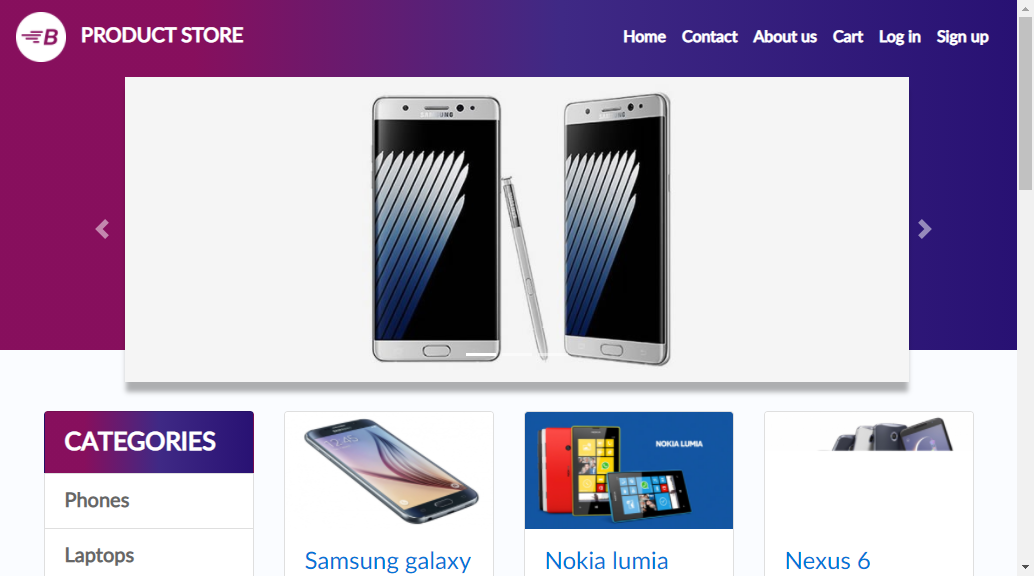 B PRODUCT STORE
Home Contact About us Cart Log in Sign up
SAMSUNG
SAMSUNG
CATEGORIES
Phones
Laptops
NOKIA LUMIA
Samsung galaxy
Nokia lumia
Nexus 6